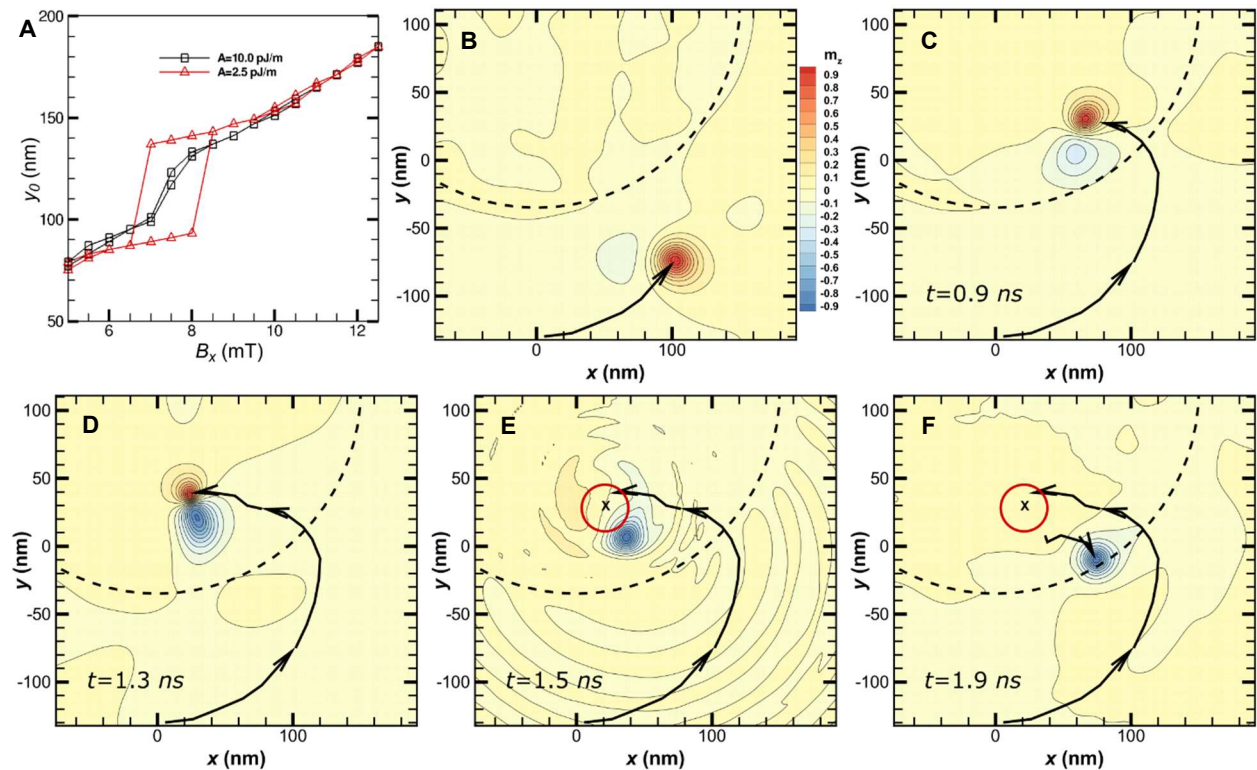 A
200
150
100
50
y0 (nm)
6
8
10
12
Bx (mT)
A=10.0 pJ/m
A=2.5 pJ/m
B
100
50
0
-50
-100
y (nm)
0
100
x (nm)
mz
0.9
0.8
0.7
0.6
0.5
0.4
0.3
0.2
0.1
0
-0.1
-0.2
-0.3
-0.4
-0.5
-0.6
-0.7
-0.8
-0.9
C
100
50
0
-50
-100
y (nm)
t=0.9 ns
0
100
x (nm)
D
100
50
0
-50
-100
y (nm)
t=1.3 ns
0
100
x (nm)
E
100
50
0
-50
-100
y (nm)
x
t=1.5 ns
0
100
x (nm)
F
100
50
0
-50
-100
y (nm)
x
t=1.9 ns
0
100
x (nm)